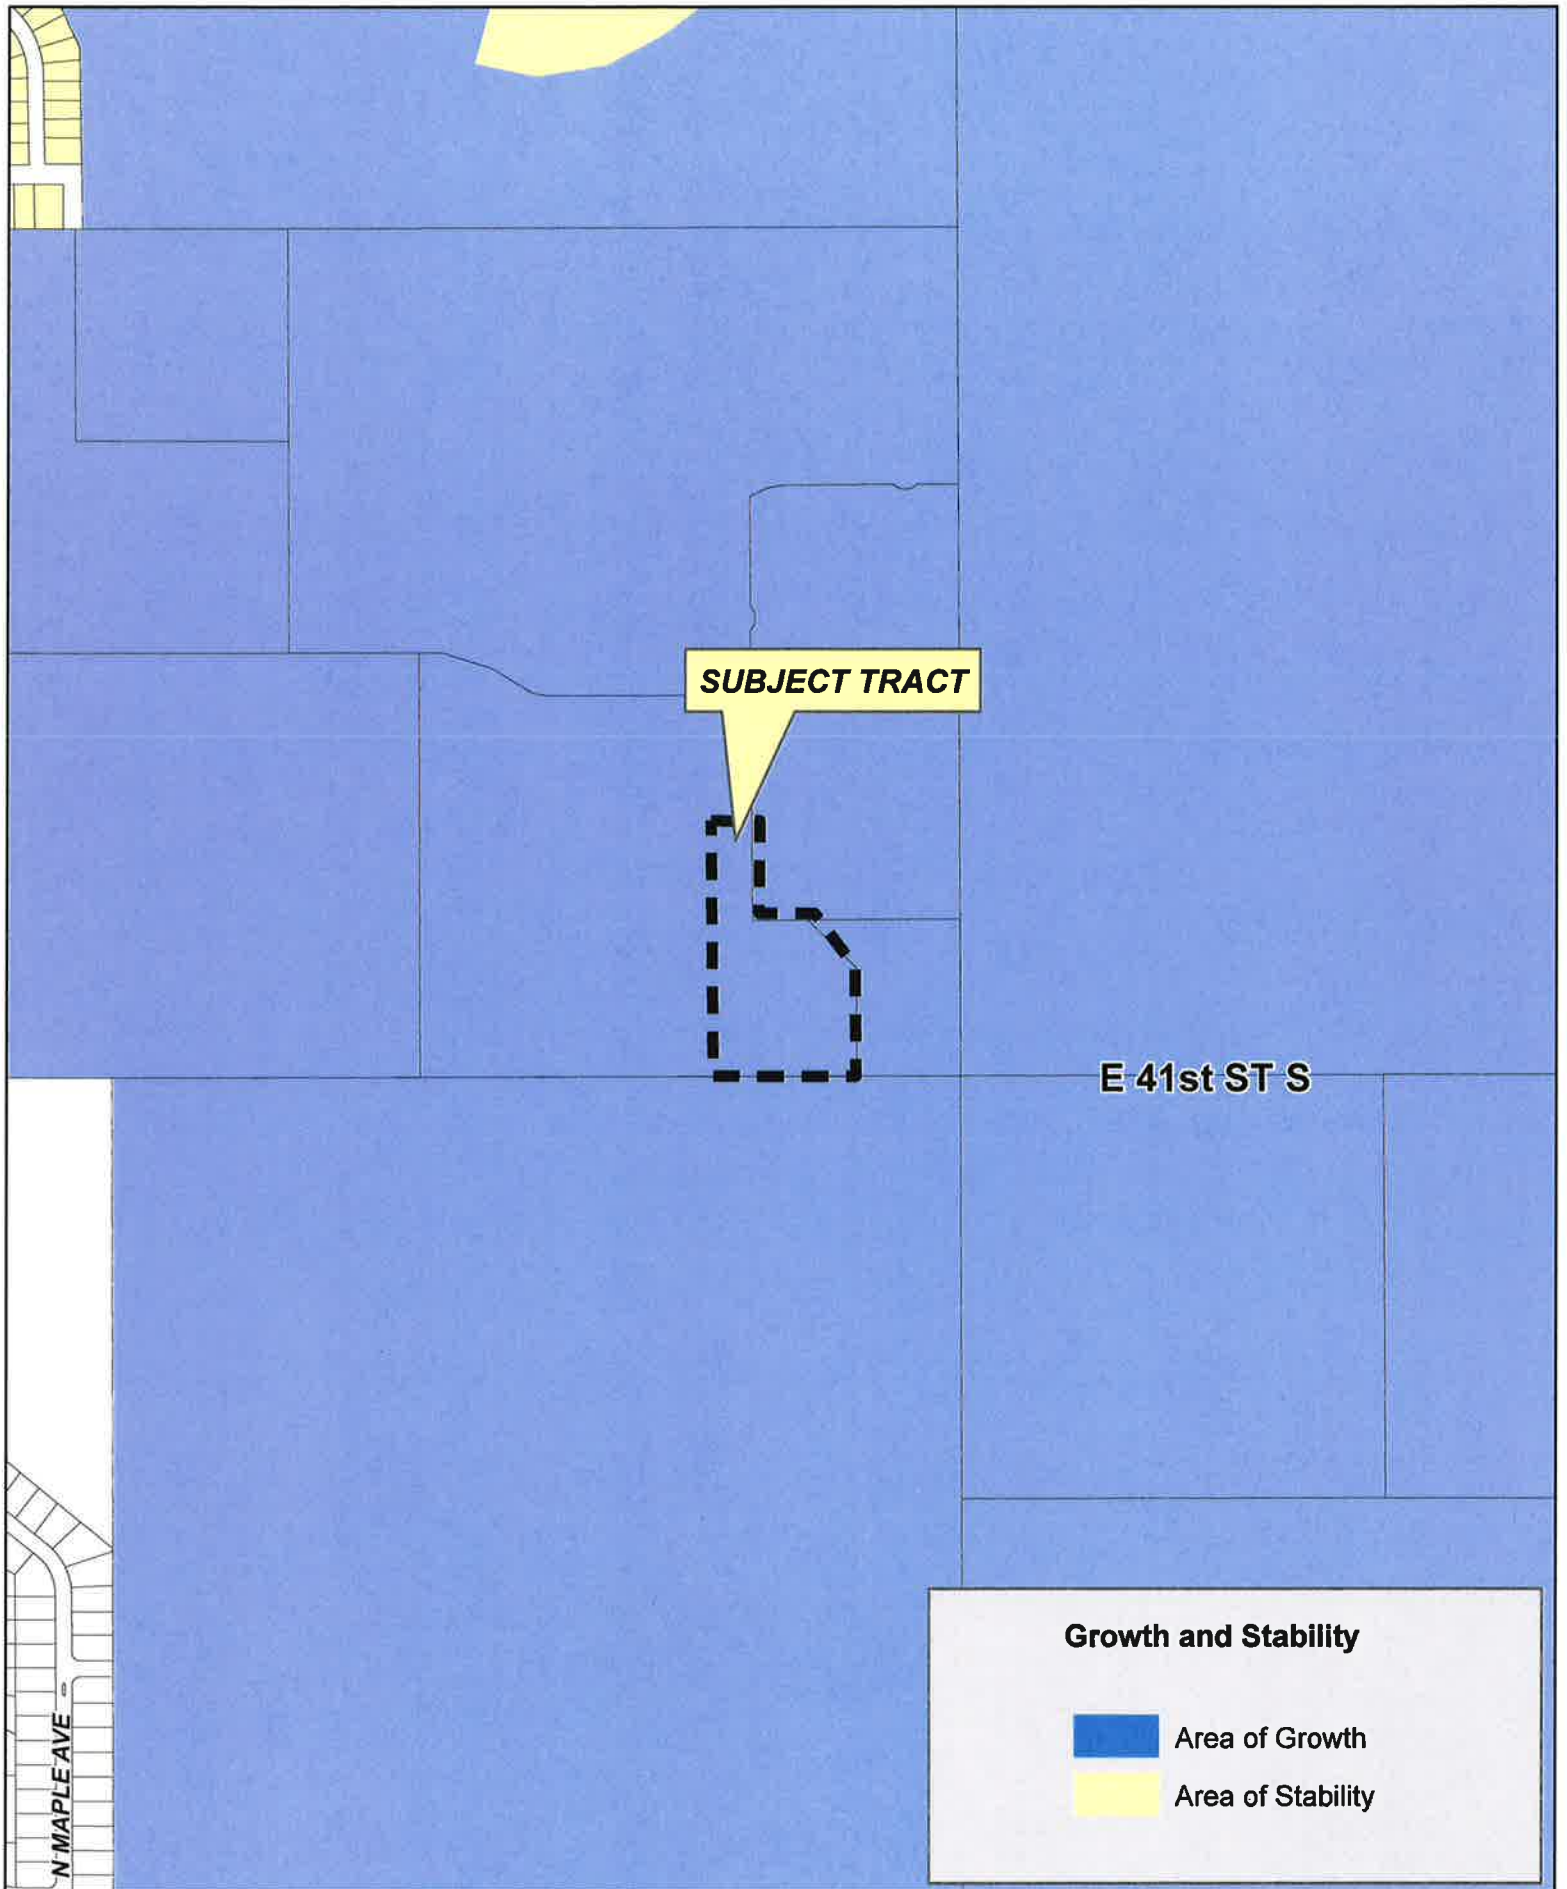 SUBJECT TRACT
E 41st ST S
Growth and Stability
Area of Growth
Area of Stability
N MAPLE AVE